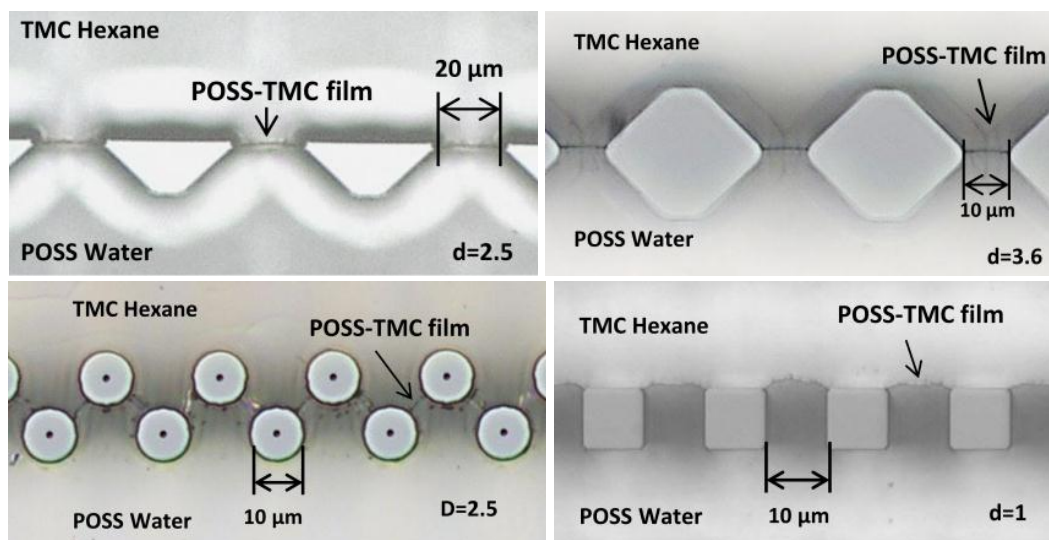 TMC Hexane
20 μm
POSS-TMC film
POSS Water
d=2.5
TMC Hexane
POSS-TMC film
10 μm
POSS Water
d=3.6
TMC Hexane
POSS-TMC film
10 μm
POSS Water
D=2.5
POSS-TMC film
TMC Hexane
10 μm
POSS Water
d=1